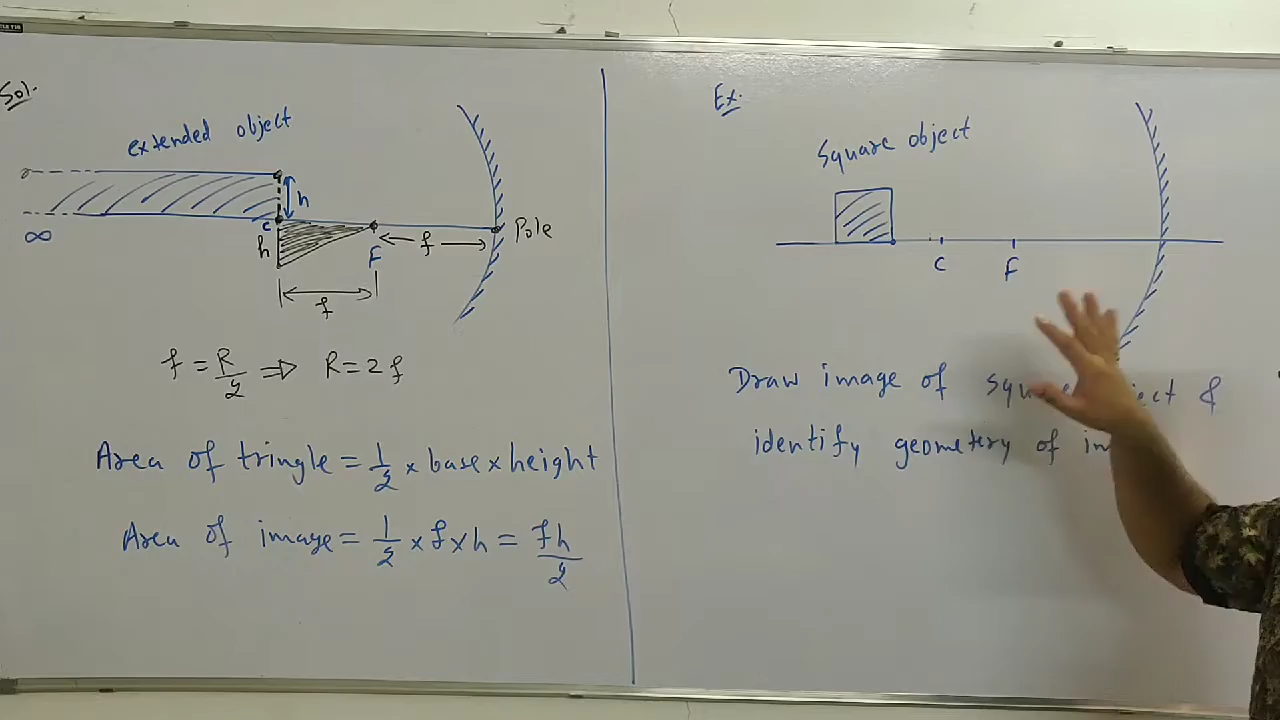 Sol.
extended object
h
C
∞
h
F
f
Pole
f
f = R/2 ⇒ R = 2f
Area of tringle = 1/2 × base × height
Area of image = 1/2 × f × h = fh/2
Ex.
Square object
C
F
Draw image of &
identify geometery of